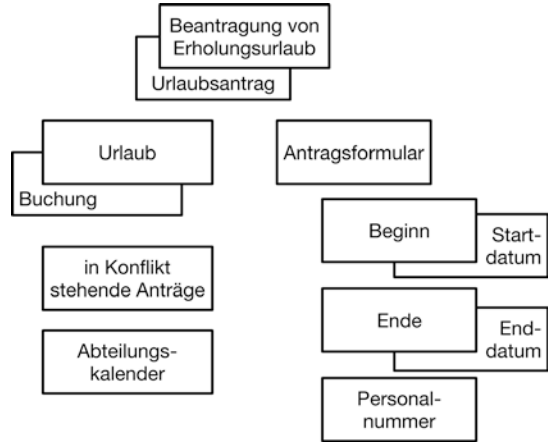 Beantragung von
Erholungsurlaub
Urlaubsantrag
Urlaub
Buchung
Antragsformular
Beginn
Start-
datum
in Konflikt
stehende Anträge
Ende
End-
datum
Abteilungs-
kalender
Personal-
nummer